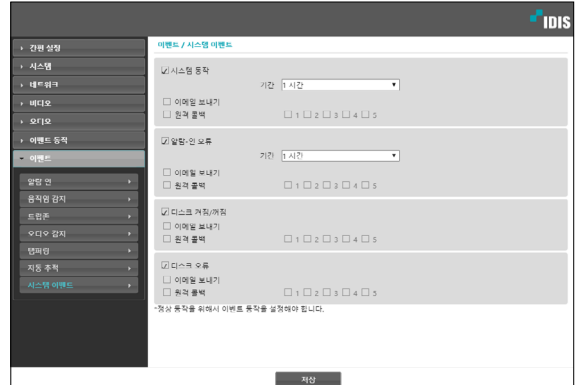 IDIS
간편 설정
시스템
네트워크
비디오
오디오
이벤트 동작
이벤트
알람 인
움직임 감지
트립존
오디오 감지
탬퍼링
자동 추적
시스템 이벤트
이벤트 / 시스템 이벤트
시스템 동작
기간 1 시간
이메일 보내기
원격 콜백 1 2 3 4 5
알람-인 오류
기간 1 시간
이메일 보내기
원격 콜백 1 2 3 4 5
디스크 켜짐/꺼짐
이메일 보내기
원격 콜백 1 2 3 4 5
디스크 오류
이메일 보내기
원격 콜백 1 2 3 4 5
*정상 동작을 위해서 이벤트 동작을 설정해야 합니다.
저장